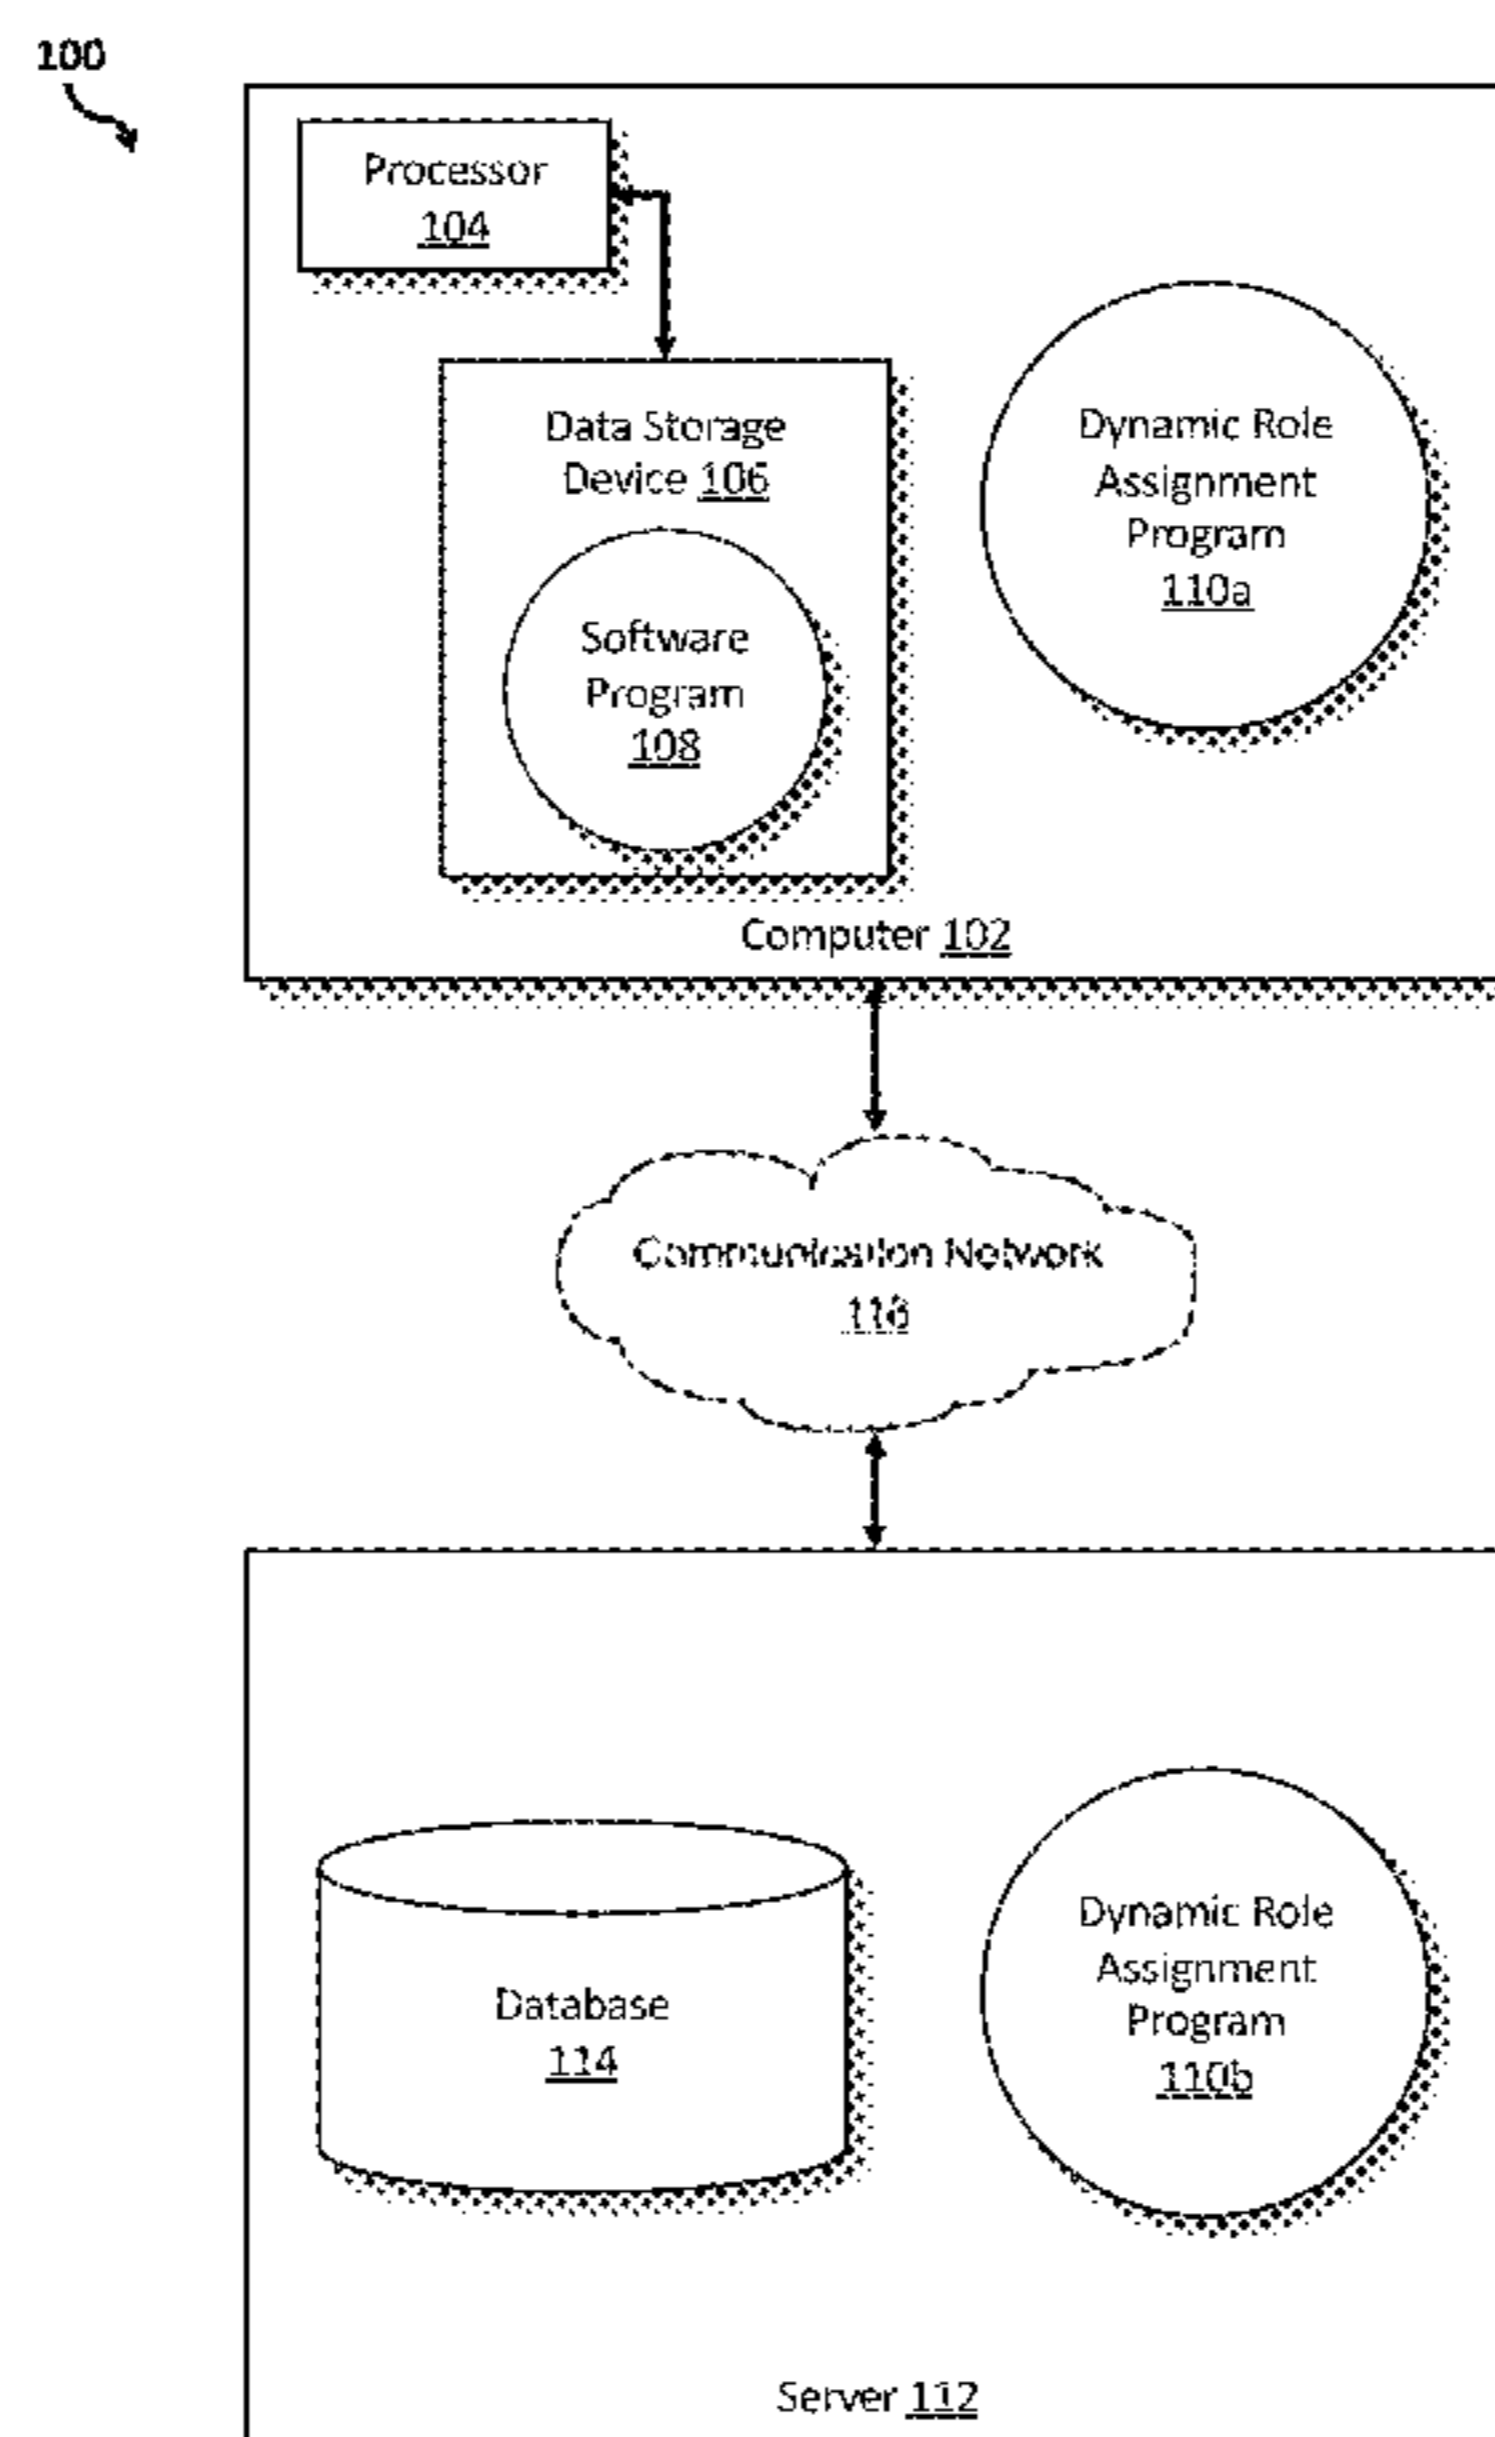 100
Processor
104
Data Storage
Device 106
Software
Program
108
Dynamic Role
Assignment
Program
110a
Computer 102
Communication Network
116
Database
114
Dynamic Role
Assignment
Program
110b
Server 112